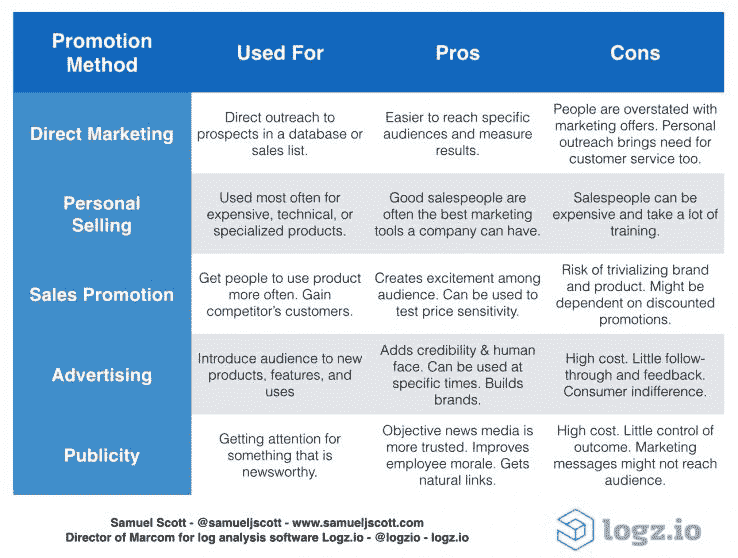 Promotion Method Used For Pros Cons
Direct Marketing
Direct outreach to
prospects in a database or
sales list.
Easier to reach specific
audiences and measure
results.
People are overstated with
marketing offers. Personal
outreach brings need for
customer service too.
Personal
Selling
Used most often for
expensive, technical, or
specialized products.
Good salespeople are
often the best marketing
tools a company can have.
Salespeople can be
expensive and take a lot of
training.
Sales Promotion
Get people to use product
more often. Gain
competitor's customers.
Creates excitement among
audience. Can be used to
test price sensitivity.
Risk of trivializing brand
and product. Might be
dependent on discounted
promotions.
Advertising
Introduce audience to new
products, features, and
uses
Adds credibility & human
face. Can be used at
specific times. Builds
brands.
High cost. Little follow-
through and feedback.
Consumer indifference.
Publicity
Getting attention for
something that is
newsworthy.
Objective news media is
more trusted. Improves
employee morale. Gets
natural links.
High cost. Little control of
outcome. Marketing
messages might not reach
audience.
Samuel Scott - @samueljscott - www.samueljscott.com
Director of Marcom for log analysis software Logz.io - @logzio - logz.io
logz.io